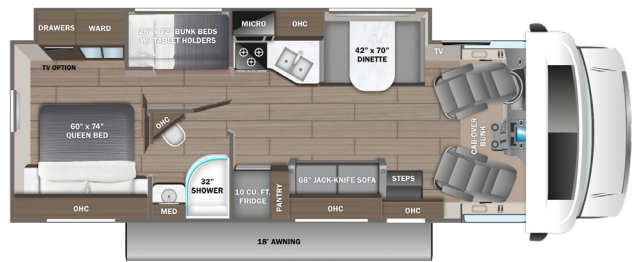 DRAWERS
WARD
28" x 72" BUNK BEDS
W/ TABLET HOLDERS
MICRO
OHC
42" x 70"
DINETTE
TV
TV OPTION
60" x 74"
QUEEN BED
OHC
CAB-OVER
BUNK
32"
SHOWER
10 CU. FT.
FRIDGE
PANTRY
68" JACK-KNIFE SOFA
STEPS
OHC
MED
OHC
OHC
18' AWNING